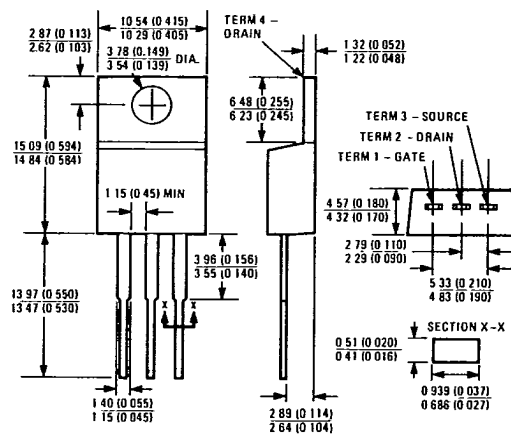 2 87 (0 113)
2.62 (0 103)
10 54 (0 415)
10 29 (0 405)
3 78 (0.149)
3 54 (0 139)
DIA.
TERM 4 -
DRAIN
1 32 (0 052)
1 22 (0 048)
6 48 (0 255)
6 23 (0 245)
TERM 3 - SOURCE
TERM 2 - DRAIN
TERM 1 - GATE
15 09 (0 594)
14 84 (0 584)
1 15 (0 45) MIN
4 57 (0 180)
4 32 (0 170)
2 79 (0 110)
2 29 (0 090)
3 96 (0 156)
3 55 (0 140)
5 33 (0 210)
4 83 (0 190)
13 97 (0 550)
13 47 (0 530)
X X
SECTION X-X
0 51 (0 020)
0 41 (0 016)
1 40 (0 055)
1 15 (0 045)
2 89 (0 114)
2 64 (0 104)
0 939 (0 037)
0 686 (0 027)